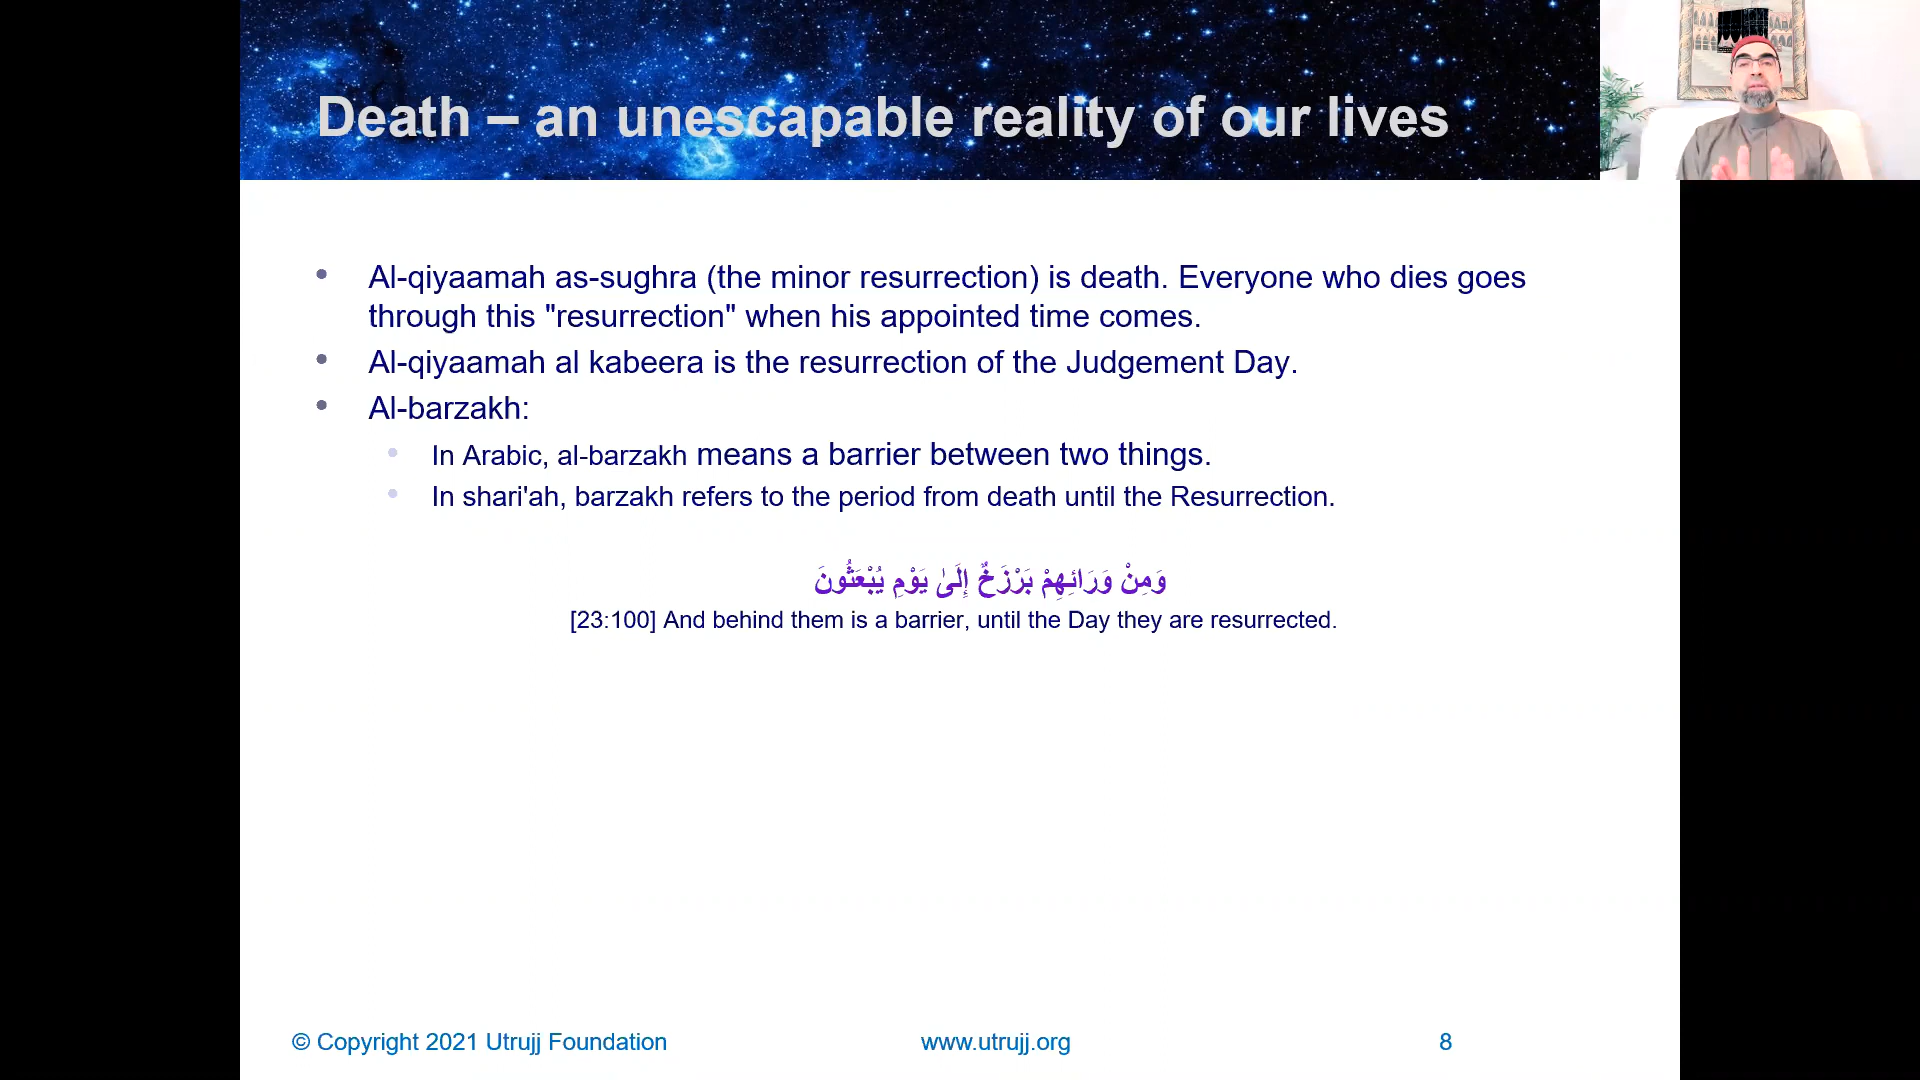 Death – an unescapable reality of our lives
Al-qiyaamah as-sughra (the minor resurrection) is death. Everyone who dies goes
through this "resurrection" when his appointed time comes.
Al-qiyaamah al kabeera is the resurrection of the Judgement Day.
Al-barzakh:
In Arabic, al-barzakh means a barrier between two things.
In shari'ah, barzakh refers to the period from death until the Resurrection.
وَمِنْ وَرَائِهِمْ بَرْزَخٌ إِلَىٰ يَوْمِ يُبْعَثُونَ
[23:100] And behind them is a barrier, until the Day they are resurrected.
© Copyright 2021 Utrujj Foundation
www.utrujj.org
8